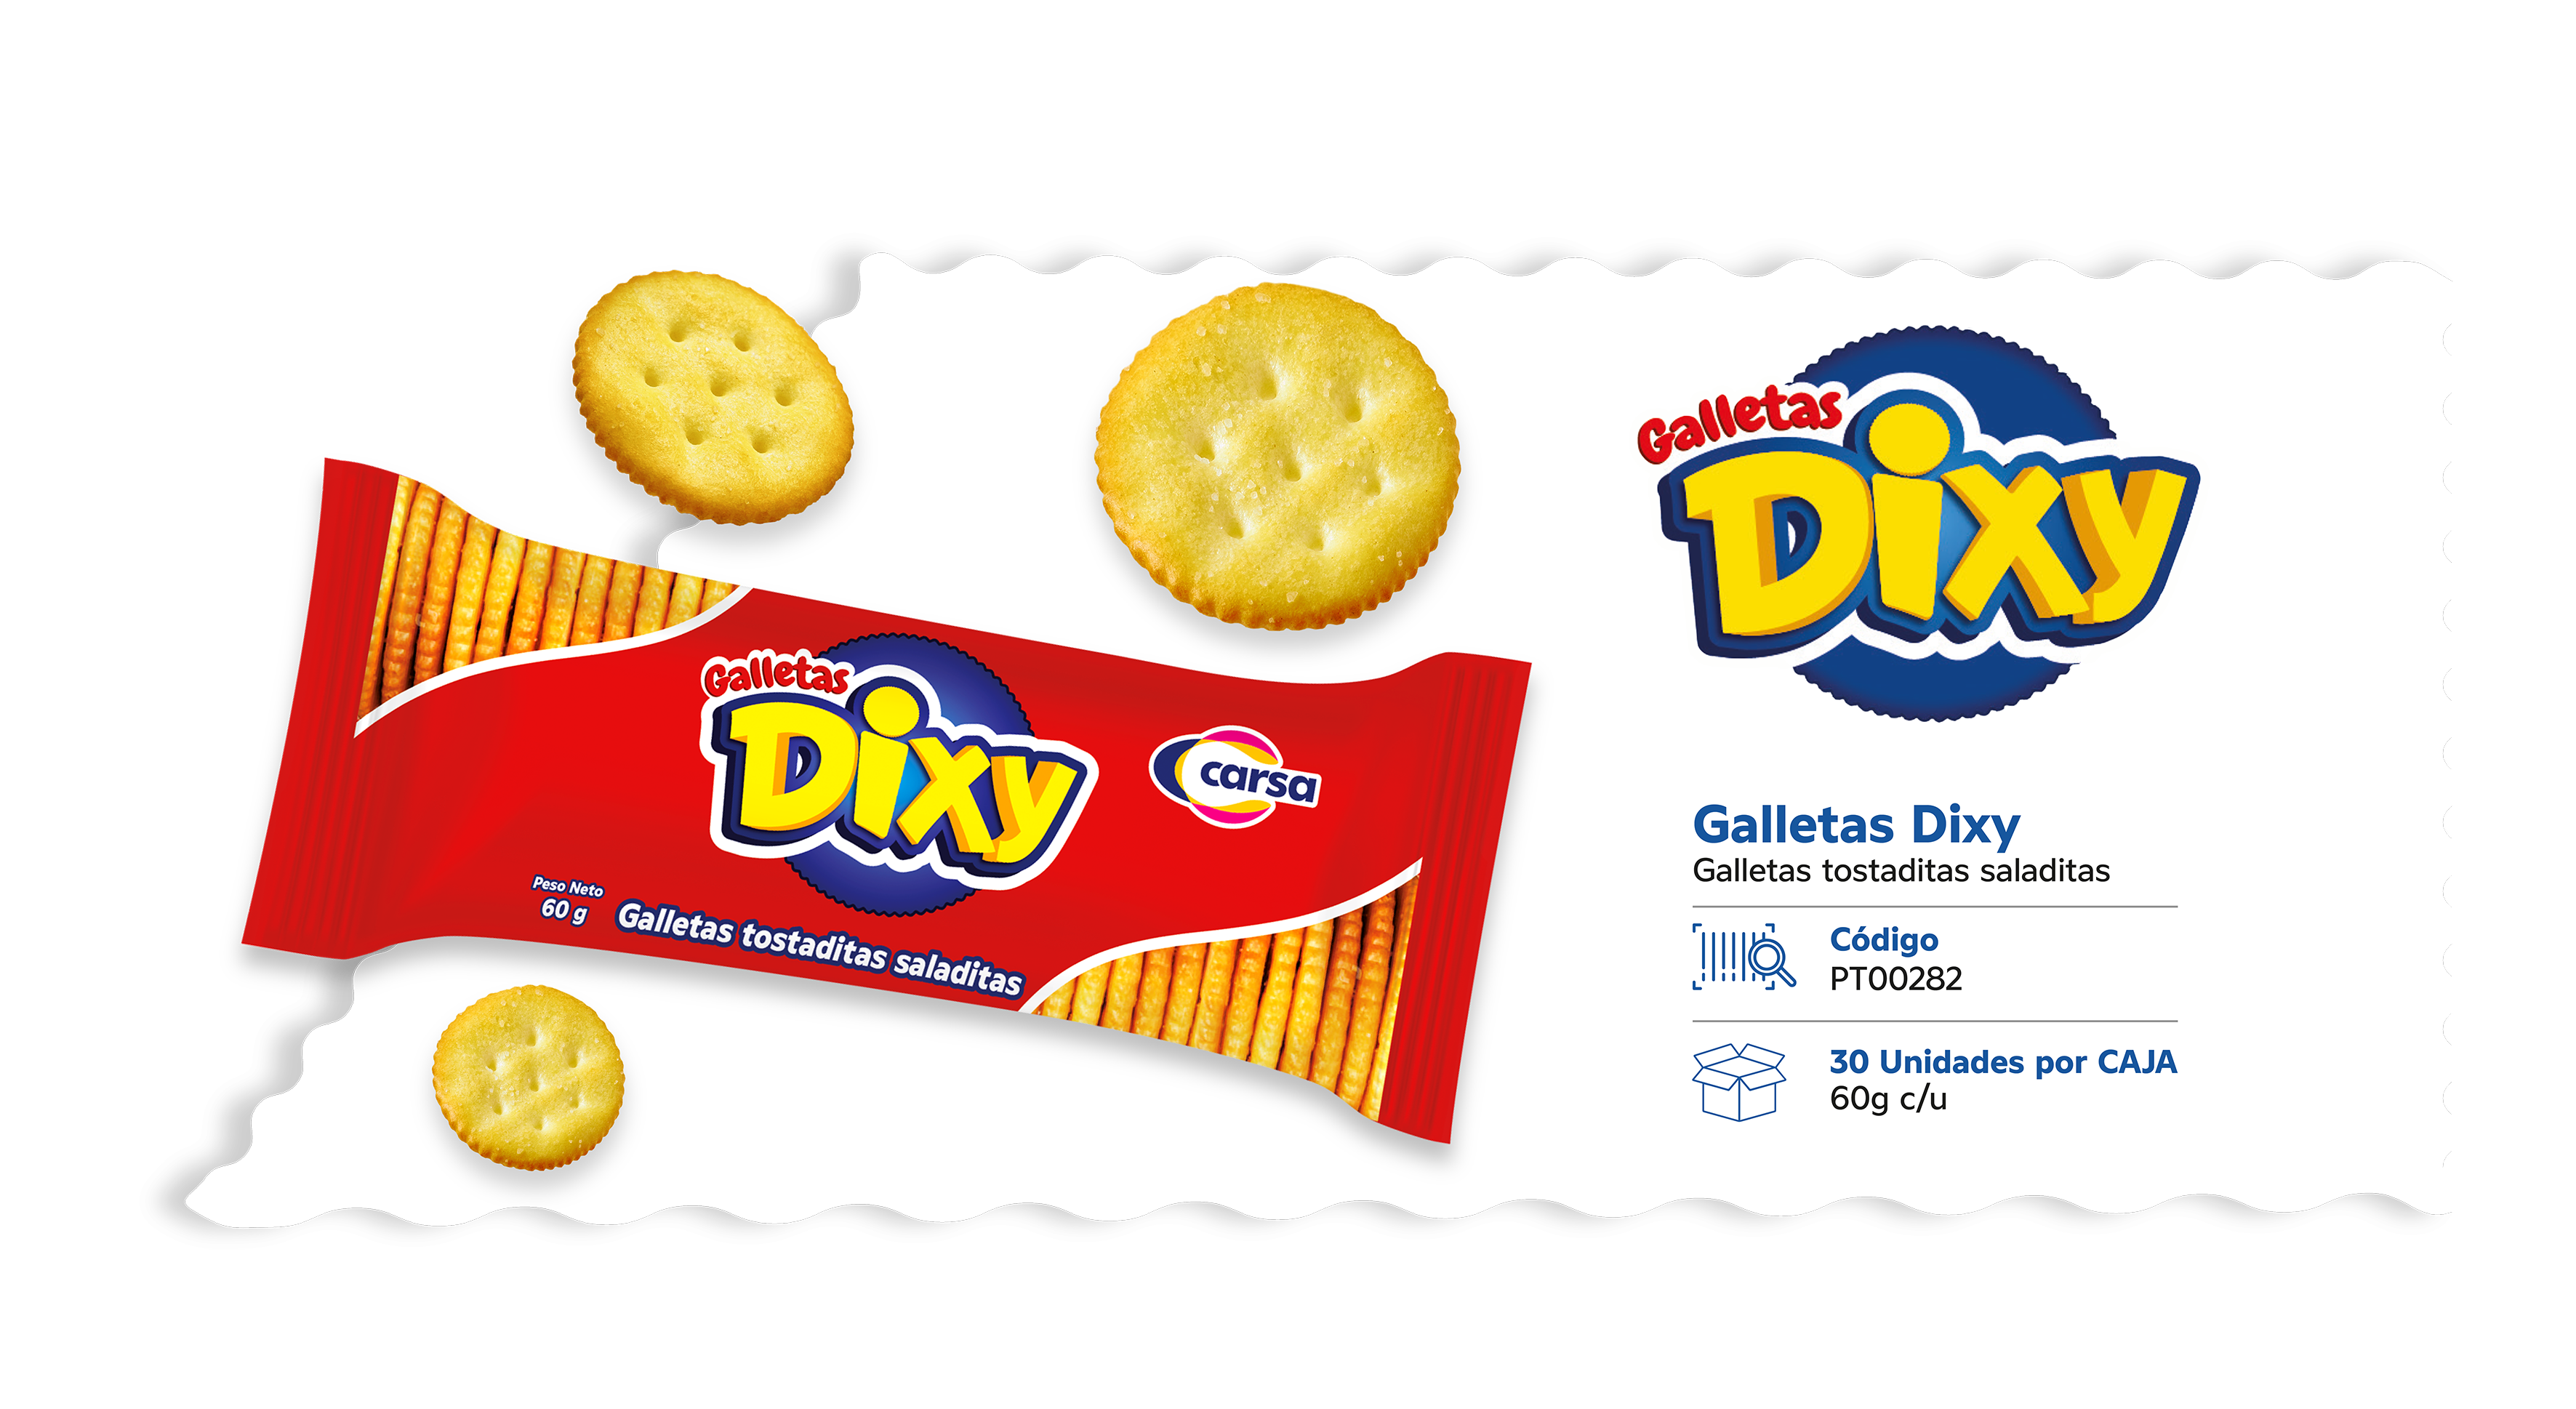 Galletas
Dixy
carsa
Peso Neto
60 g
Galletas tostaditas saladitas
Galletas
Dixy
Galletas Dixy
Galletas tostaditas saladitas
Código
PT00282
30 Unidades por CAJA
60g c/u